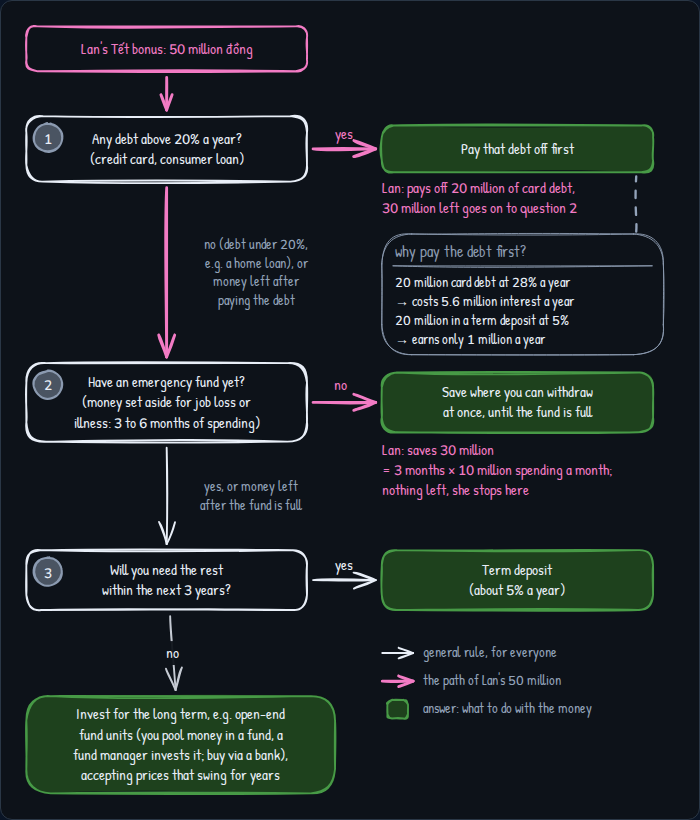 Lan's Tết bonus: 50 million đồng
1
Any debt above 20% a year?
(credit card, consumer loan)
yes
Pay that debt off first
Lan: pays off 20 million of card debt,
30 million left goes on to question 2
no (debt under 20%,
e.g. a home loan), or
money left after
paying the debt
why pay the debt first?
20 million card debt at 28% a year
→ costs 5.6 million interest a year
20 million in a term deposit at 5%
→ earns only 1 million a year
2
Have an emergency fund yet?
(money set aside for job loss or
illness: 3 to 6 months of spending)
no
Save where you can withdraw
at once, until the fund is full
Lan: saves 30 million
= 3 months × 10 million spending a month;
nothing left, she stops here
yes, or money left
after the fund is full
3
Will you need the rest
within the next 3 years?
yes
Term deposit
(about 5% a year)
no
general rule, for everyone
the path of Lan's 50 million
answer: what to do with the money
Invest for the long term, e.g. open-end
fund units (you pool money in a fund, a
fund manager invests it; buy via a bank),
accepting prices that swing for years